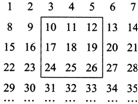 1 2 3 4 5 6 7
8 9 10 11 12 13 14
15 16 17 18 19 20 21
22 23 24 25 26 27 28
29 30 31 32 33 34 35
… … … … … … …